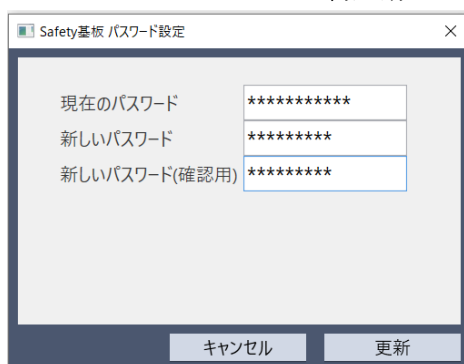 Safety基板 パスワード設定
現在のパスワード ***********
新しいパスワード *********
新しいパスワード(確認用) *********
キャンセル 更新